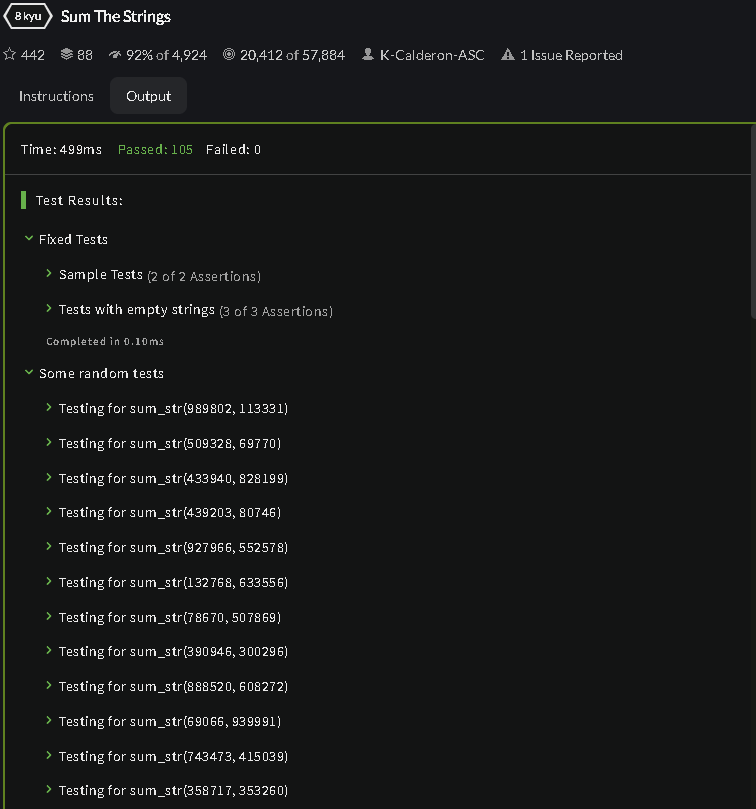 8 kyu Sum The Strings
442 88 92% of 4,924 20,412 of 57,884 K-Calderon-ASC 1 Issue Reported
Instructions Output
Time: 499ms Passed: 105 Failed: 0
Test Results:
Fixed Tests
Sample Tests (2 of 2 Assertions)
Tests with empty strings (3 of 3 Assertions)
Completed in 0.10ms
Some random tests
Testing for sum_str(989802, 113331)
Testing for sum_str(509328, 69770)
Testing for sum_str(433940, 828199)
Testing for sum_str(439203, 80746)
Testing for sum_str(927966, 552578)
Testing for sum_str(132768, 633556)
Testing for sum_str(78670, 507869)
Testing for sum_str(390946, 300296)
Testing for sum_str(888520, 608272)
Testing for sum_str(69066, 939991)
Testing for sum_str(743473, 415039)
Testing for sum_str(358717, 353260)